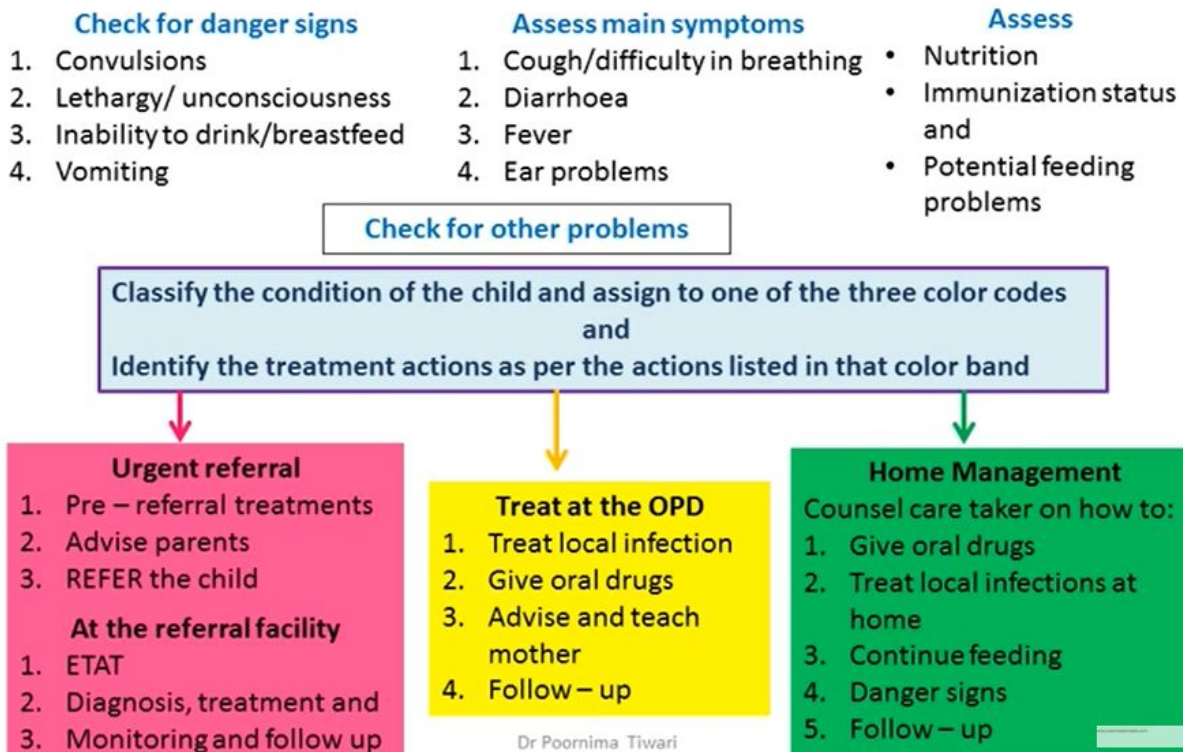 Check for danger signs
1. Convulsions
2. Lethargy/ unconsciousness
3. Inability to drink/breastfeed
4. Vomiting
Assess main symptoms
1. Cough/difficulty in breathing
2. Diarrhoea
3. Fever
4. Ear problems
Assess
• Nutrition
• Immunization status
and
• Potential feeding
problems
Check for other problems
Classify the condition of the child and assign to one of the three color codes
and
Identify the treatment actions as per the actions listed in that color band
Urgent referral
1. Pre – referral treatments
2. Advise parents
3. REFER the child
At the referral facility
1. ETAT
2. Diagnosis, treatment and
3. Monitoring and follow up
Treat at the OPD
1. Treat local infection
2. Give oral drugs
3. Advise and teach
mother
4. Follow – up
Home Management
Counsel care taker on how to:
1. Give oral drugs
2. Treat local infections at
home
3. Continue feeding
4. Danger signs
5. Follow – up
Dr Poornima Tiwari